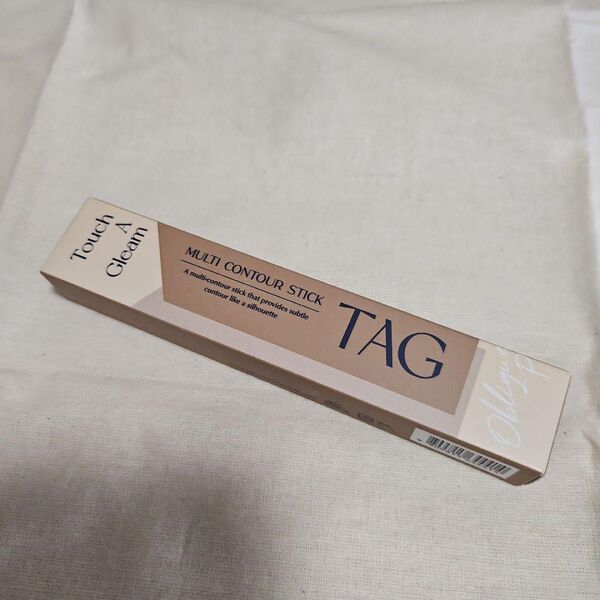 Touch
A
Gleam
MULTI CONTOUR STICK
A multi-contour stick that provides subtle
contour like a silhouette
TAG